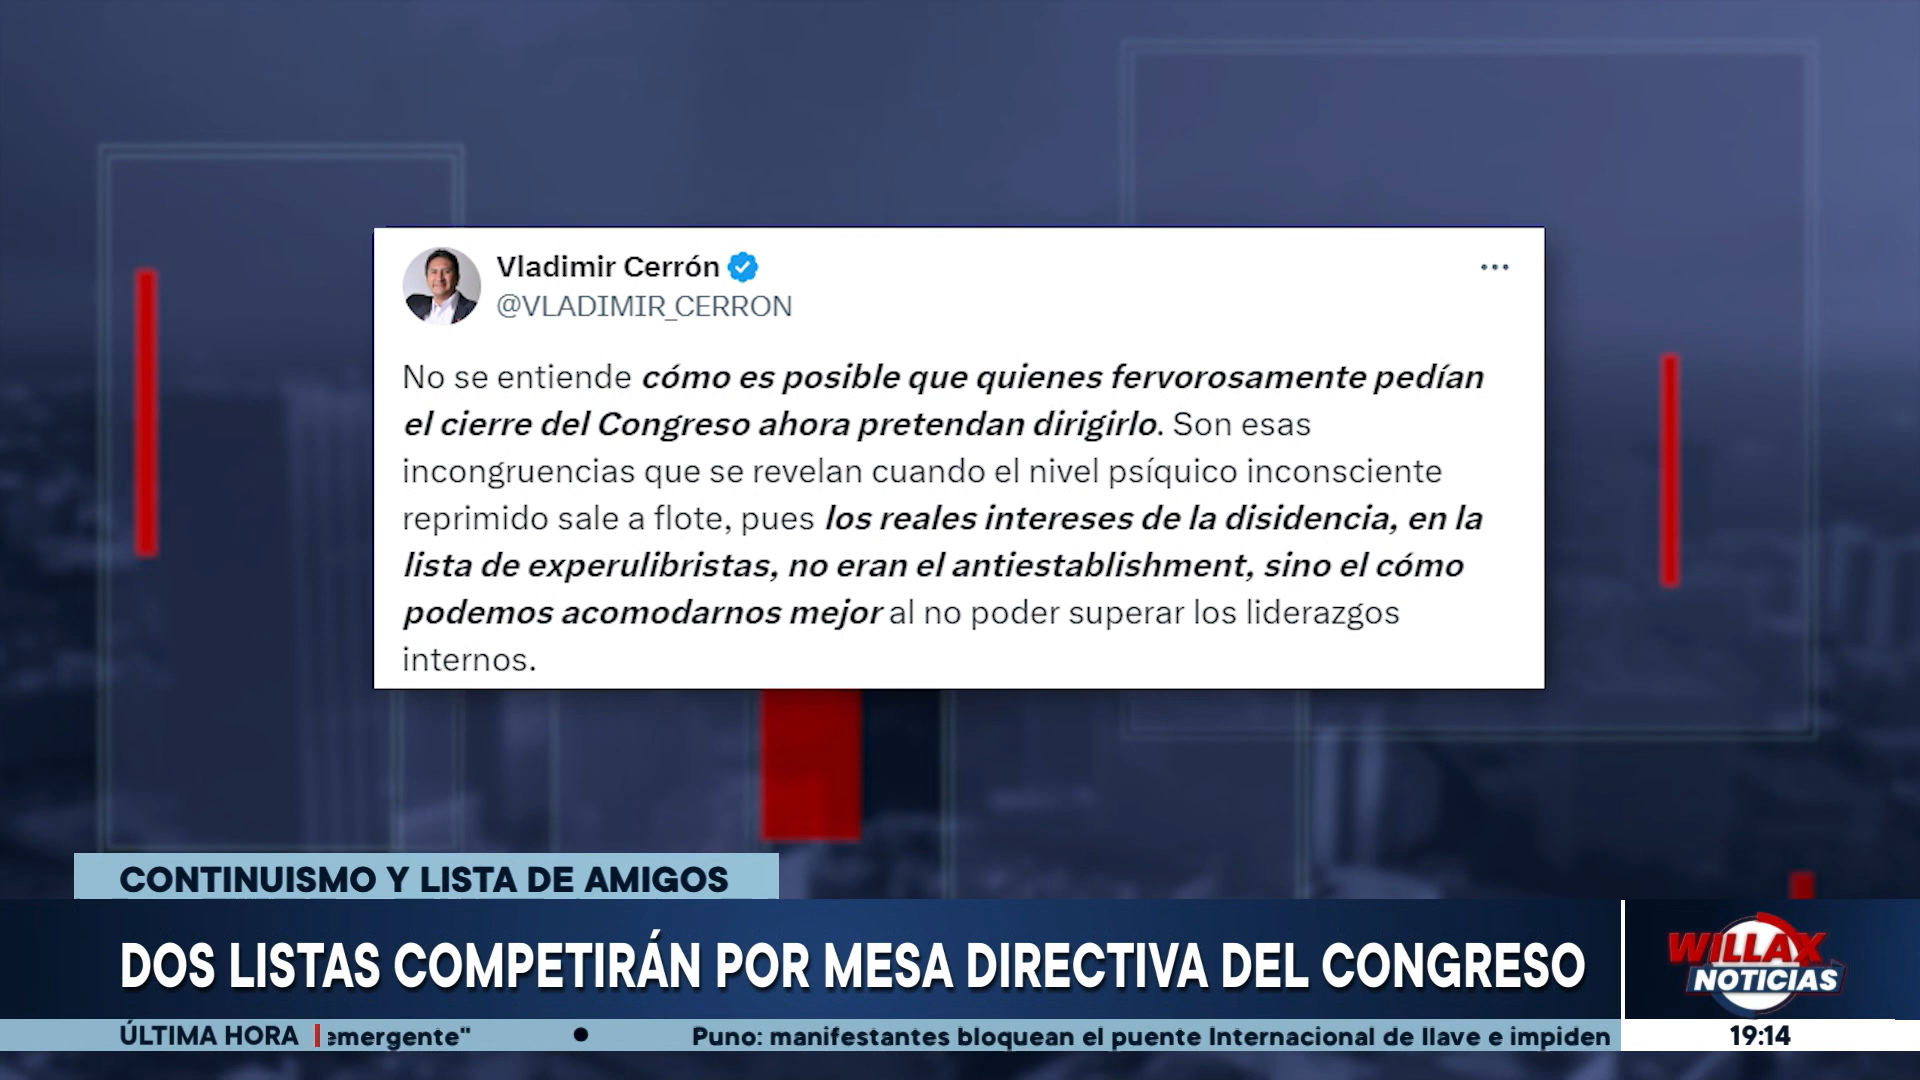 Vladimir Cerrón
@VLADIMIR_CERRON
No se entiende cómo es posible que quienes fervorosamente pedían
el cierre del Congreso ahora pretendan dirigirlo. Son esas
incongruencias que se revelan cuando el nivel psíquico inconsciente
reprimido sale a flote, pues los reales intereses de la disidencia, en la
lista de experulibristas, no eran el antiestablishment, sino el cómo
podemos acomodarnos mejor al no poder superar los liderazgos
internos.
CONTINUISMO Y LISTA DE AMIGOS
DOS LISTAS COMPETIRÁN POR MESA DIRECTIVA DEL CONGRESO
WILLAX
NOTICIAS
ÚLTIMA HORA emergente" • Puno: manifestantes bloquean el puente Internacional de llave e impiden
19:14